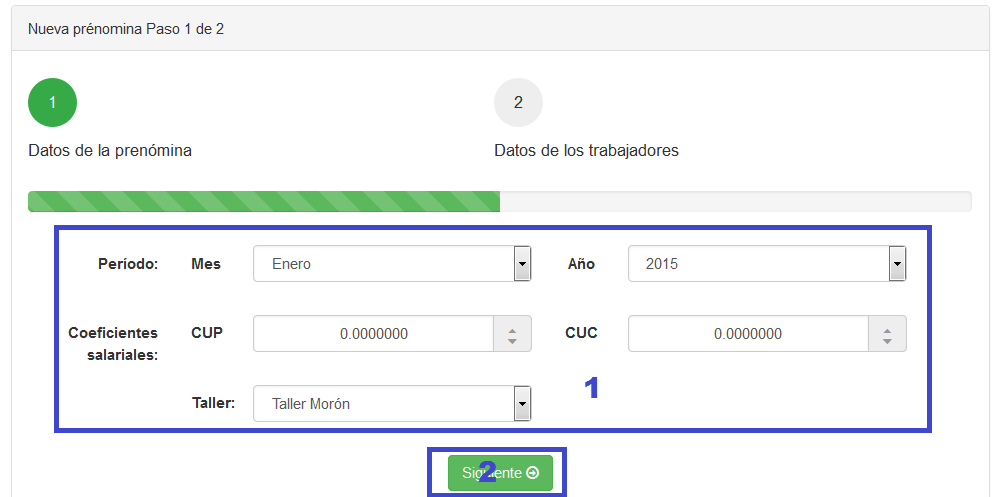 Nueva prénomina Paso 1 de 2
1
2
Datos de la prenómina
Datos de los trabajadores
Período: Mes Enero Año 2015
Coeficientes salariales: CUP 0.0000000 CUC 0.0000000
1
Taller: Taller Morón
Siguiente
2